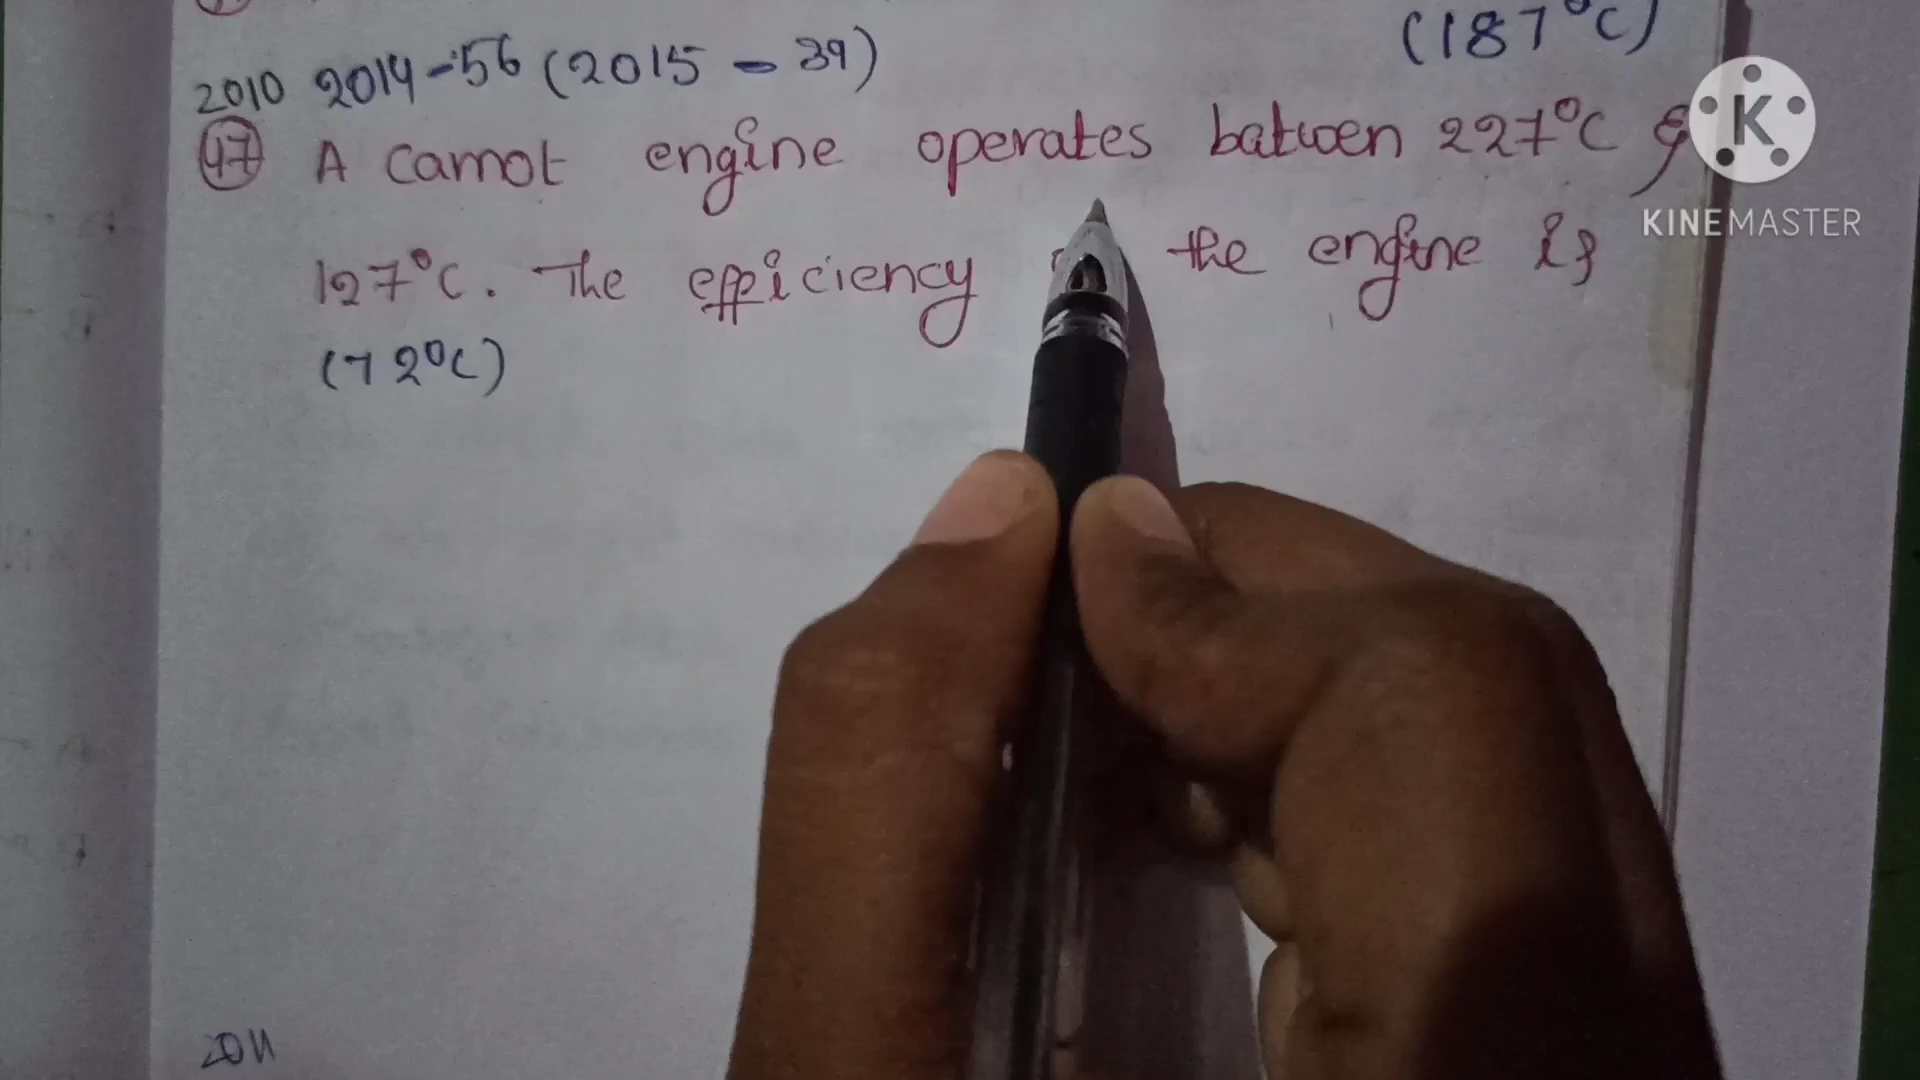 (187°C)
2010 2014-56 (2015 - 39)
47 A carnot engine operates batween 227°C &
127°C. The efficiency the engine is
(72°C)
2011
K
KINEMASTER